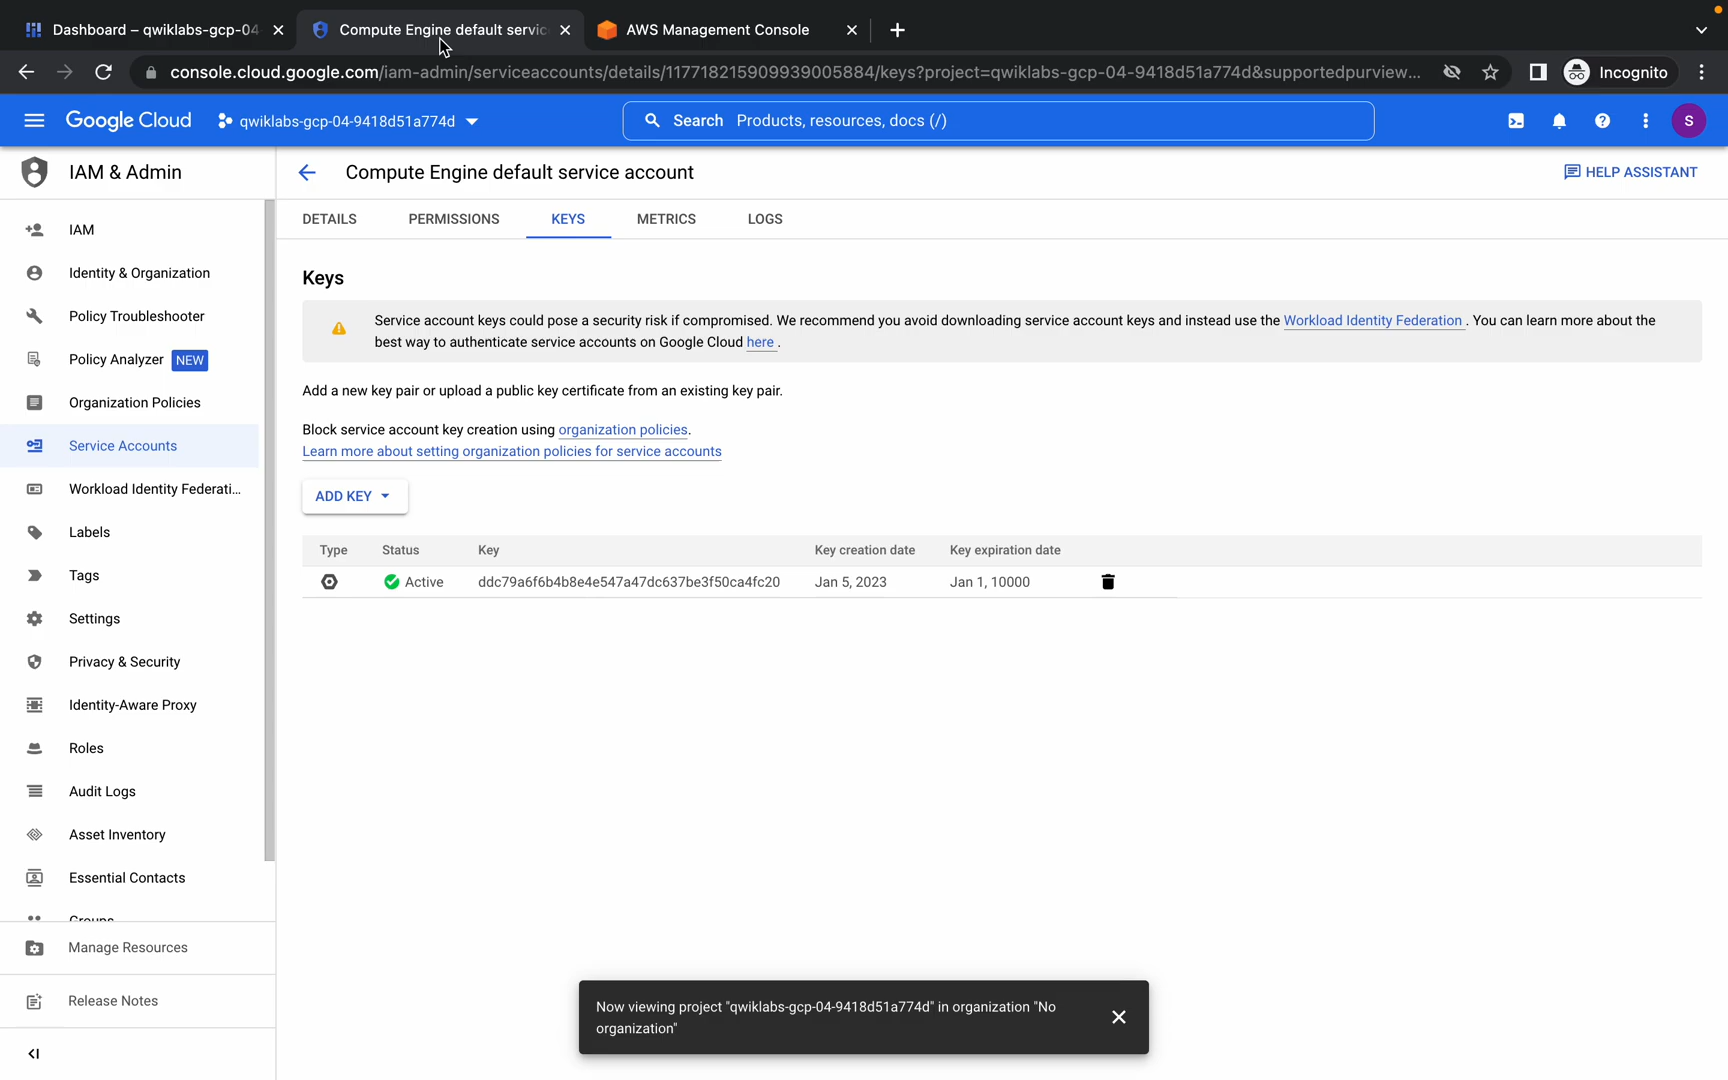 Dashboard – qwiklabs-gcp-04
Compute Engine default servic
AWS Management Console
console.cloud.google.com/iam-admin/serviceaccounts/details/117718215909939005884/keys?project=qwiklabs-gcp-04-9418d51a774d&supportedpurview...
Incognito
Google Cloud
qwiklabs-gcp-04-9418d51a774d
Search Products, resources, docs (/)
S
IAM & Admin
Compute Engine default service account
HELP ASSISTANT
DETAILS
PERMISSIONS
KEYS
METRICS
LOGS
IAM
Identity & Organization
Policy Troubleshooter
Policy Analyzer NEW
Organization Policies
Service Accounts
Workload Identity Federati...
Labels
Tags
Settings
Privacy & Security
Identity-Aware Proxy
Roles
Audit Logs
Asset Inventory
Essential Contacts
Groups
Manage Resources
Release Notes
Keys
Service account keys could pose a security risk if compromised. We recommend you avoid downloading service account keys and instead use the Workload Identity Federation . You can learn more about the
best way to authenticate service accounts on Google Cloud here .
Add a new key pair or upload a public key certificate from an existing key pair.
Block service account key creation using organization policies.
Learn more about setting organization policies for service accounts
ADD KEY
Type Status Key Key creation date Key expiration date
Active ddc79a6f6b4b8e4e547a47dc637be3f50ca4fc20 Jan 5, 2023 Jan 1, 10000
Now viewing project "qwiklabs-gcp-04-9418d51a774d" in organization "No
organization"